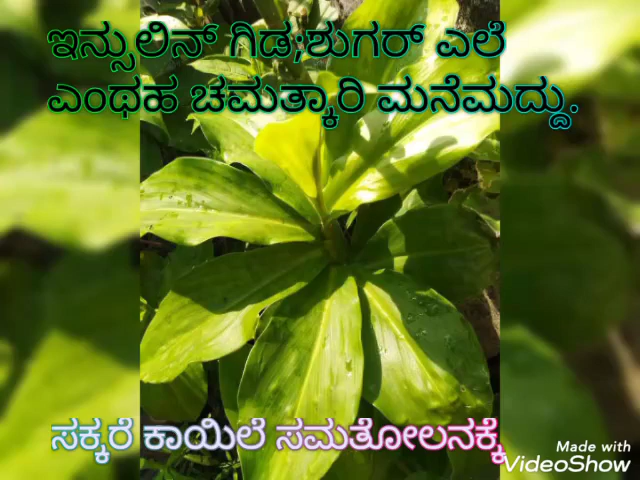 ಇನ್ಸುಲಿನ್ ಗಿಡ;ಶುಗರ್ ಎಲೆ
ಎಂಥಹ ಚಮತ್ಕಾರಿ ಮನೆಮದ್ದು.
ಸಕ್ಕರೆ ಕಾಯಿಲೆ ಸಮತೋಲನಕ್ಕೆ
Made with
VideoShow